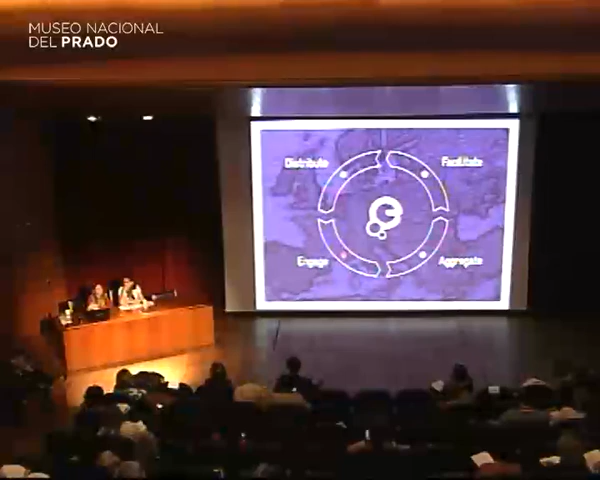 MUSEO NACIONAL
DEL PRADO
Distribute
Facilitate
Engage
Aggregate